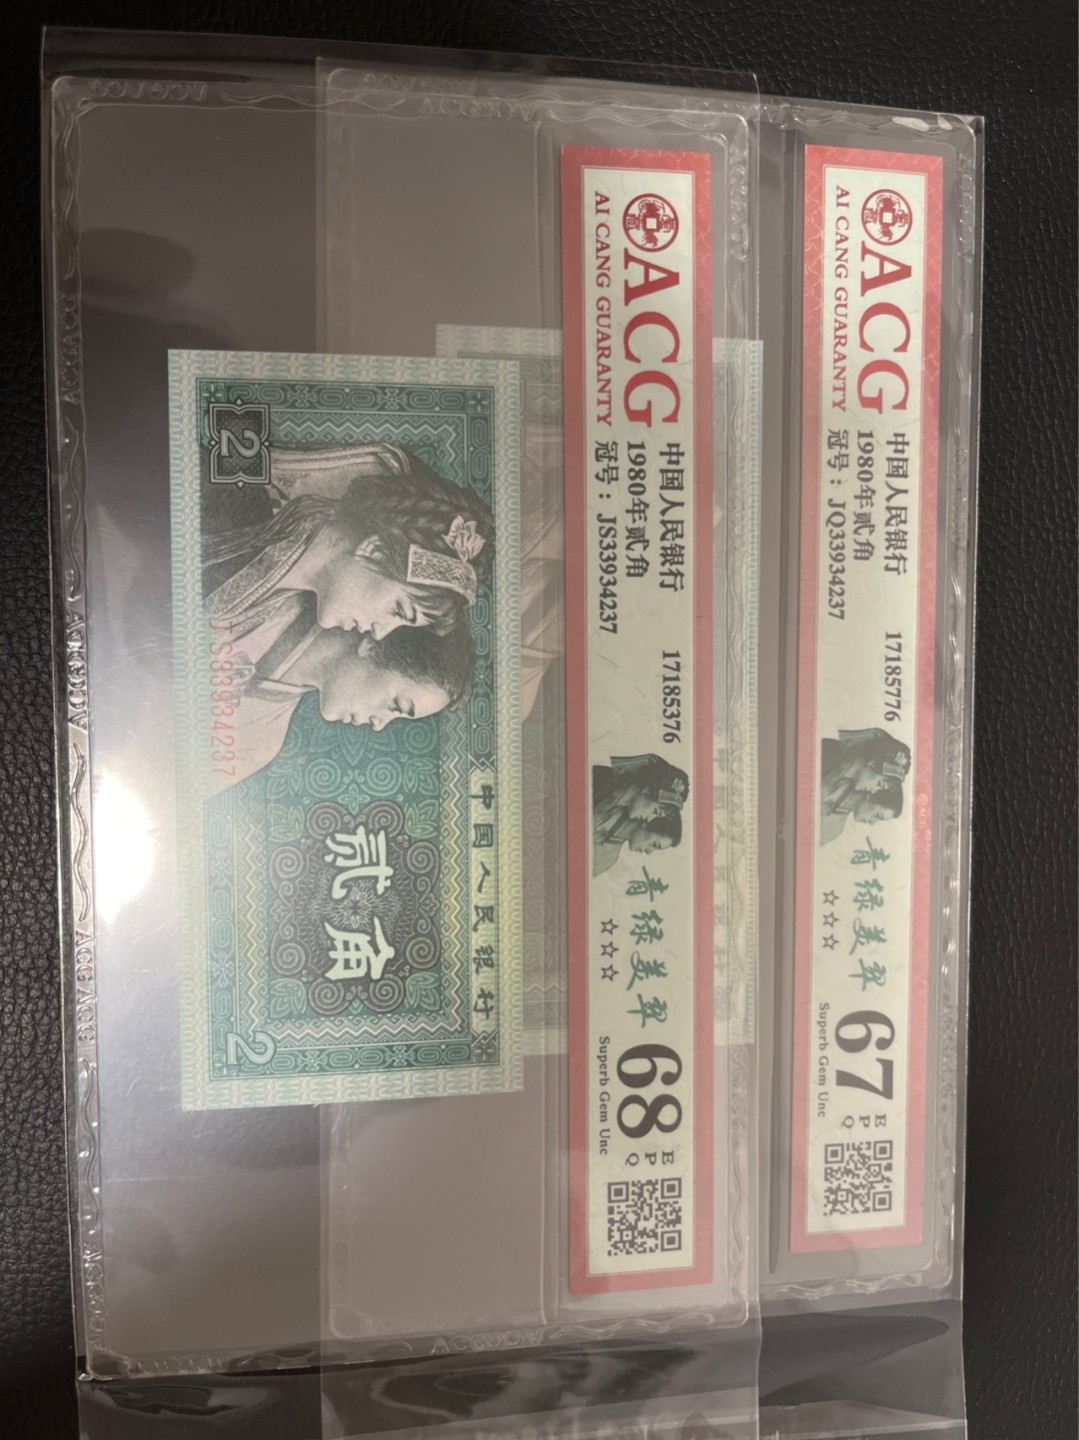 ACG
AI CANG GUARANTY
中国人民银行
1980年贰角
冠号：JQ33934237
17185776
青绿美翠
☆☆☆
67
EPQ
Superb Gem Unc
ACG
AI CANG GUARANTY
中国人民银行
1980年贰角
冠号：JS33934237
17185376
青绿美翠
☆☆☆
68
EPQ
Superb Gem Unc
中国人民银行
贰角
2
2
JS33934237